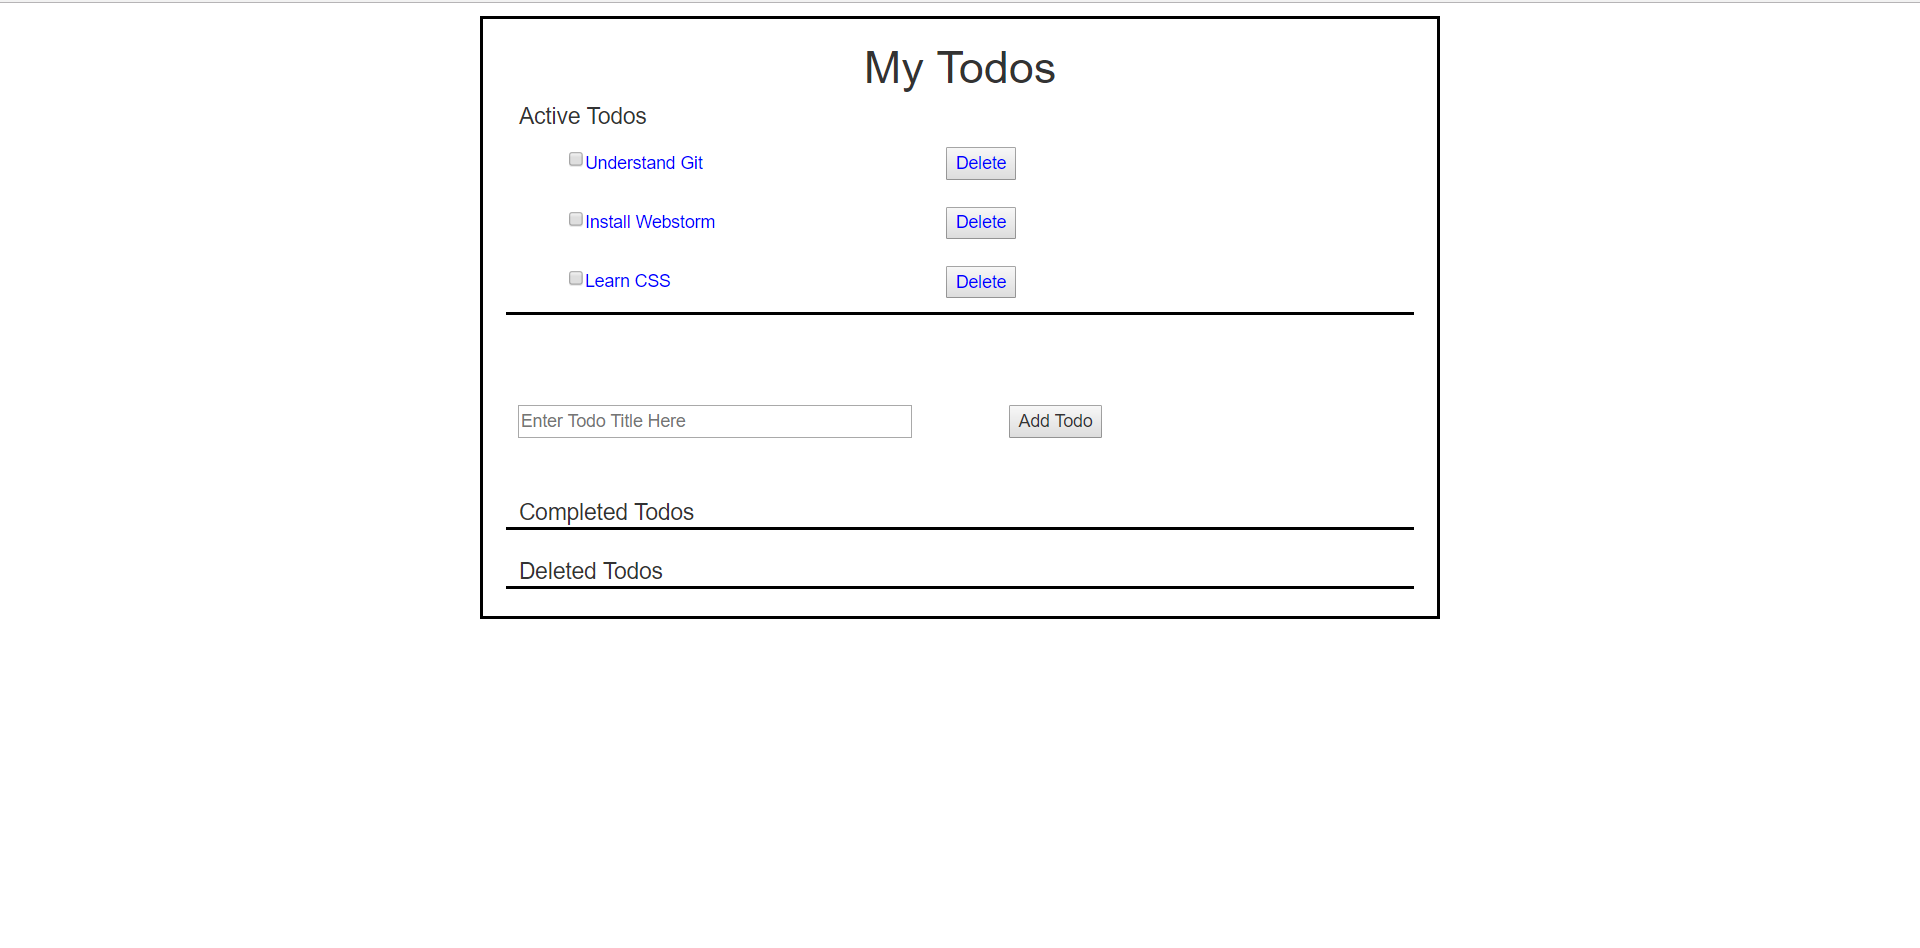 My Todos
Active Todos
Understand Git Delete
Install Webstorm Delete
Learn CSS Delete
Enter Todo Title Here Add Todo
Completed Todos
Deleted Todos